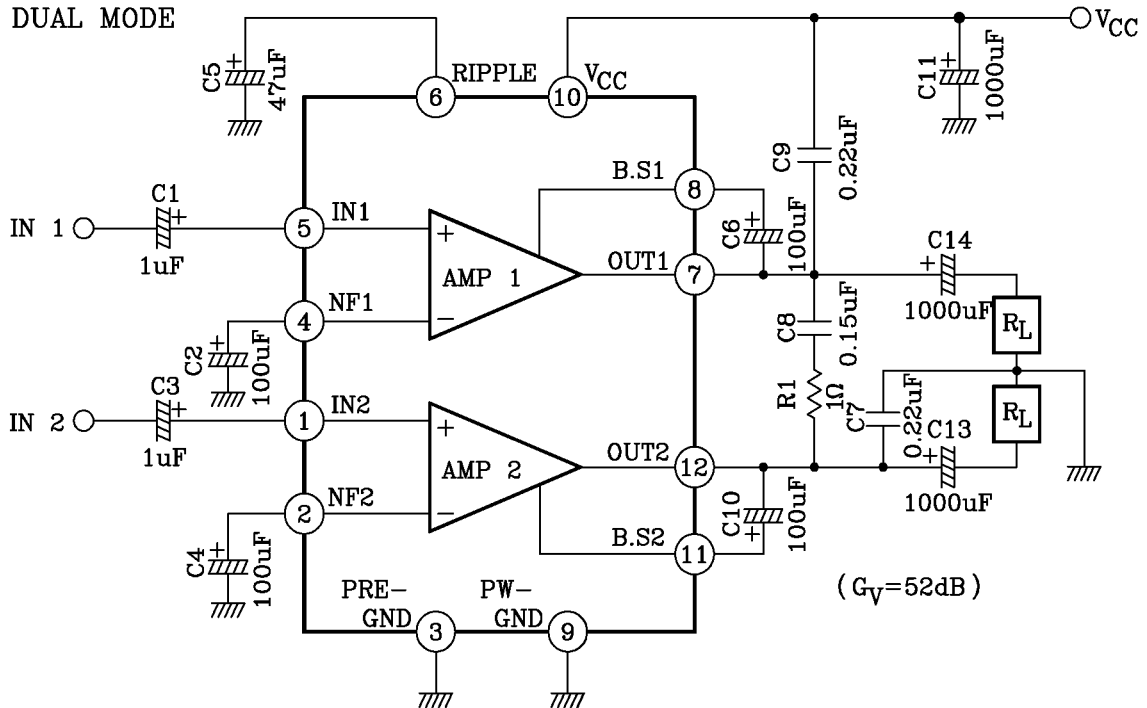 DUAL MODE
VCC
C5
47uF
6
RIPPLE
VCC
10
C11
1000uF
C9
0.22uF
B.S1
8
C6
100uF
IN 1
C1
1uF
5
IN1
AMP 1
OUT1
7
C14
1000uF
RL
4
NF1
C2
100uF
C8
0.15uF
R1
1Ω
C7
0.22uF
IN 2
C3
1uF
1
IN2
AMP 2
OUT2
12
C13
1000uF
RL
2
NF2
C4
100uF
C10
100uF
B.S2
11
PRE-
GND
3
PW-
GND
9
(GV=52dB)